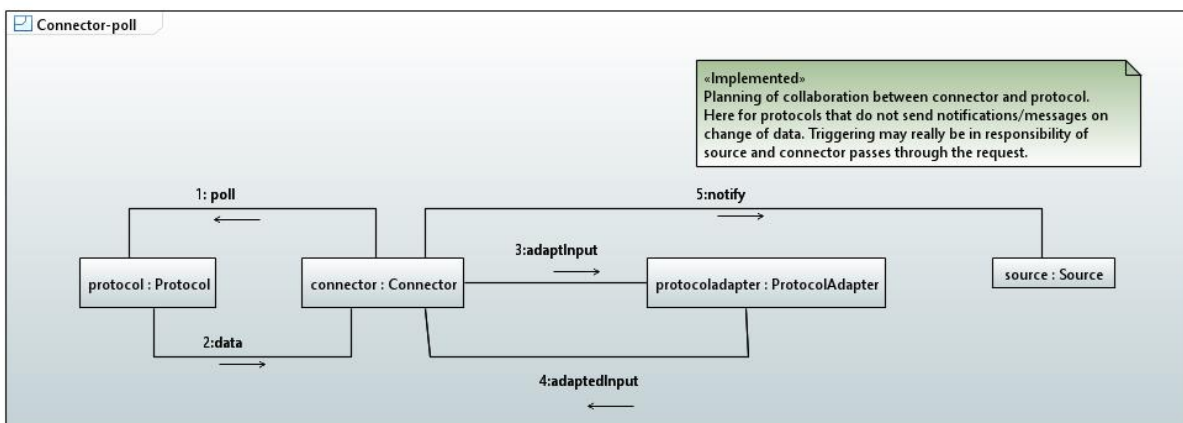 Connector-poll
«Implemented»
Planning of collaboration between connector and protocol.
Here for protocols that do not send notifications/messages on
change of data. Triggering may really be in responsibility of
source and connector passes through the request.
1: poll
5:notify
3:adaptInput
protocol : Protocol
connector : Connector
protocoladapter : ProtocolAdapter
source : Source
2:data
4:adaptedInput